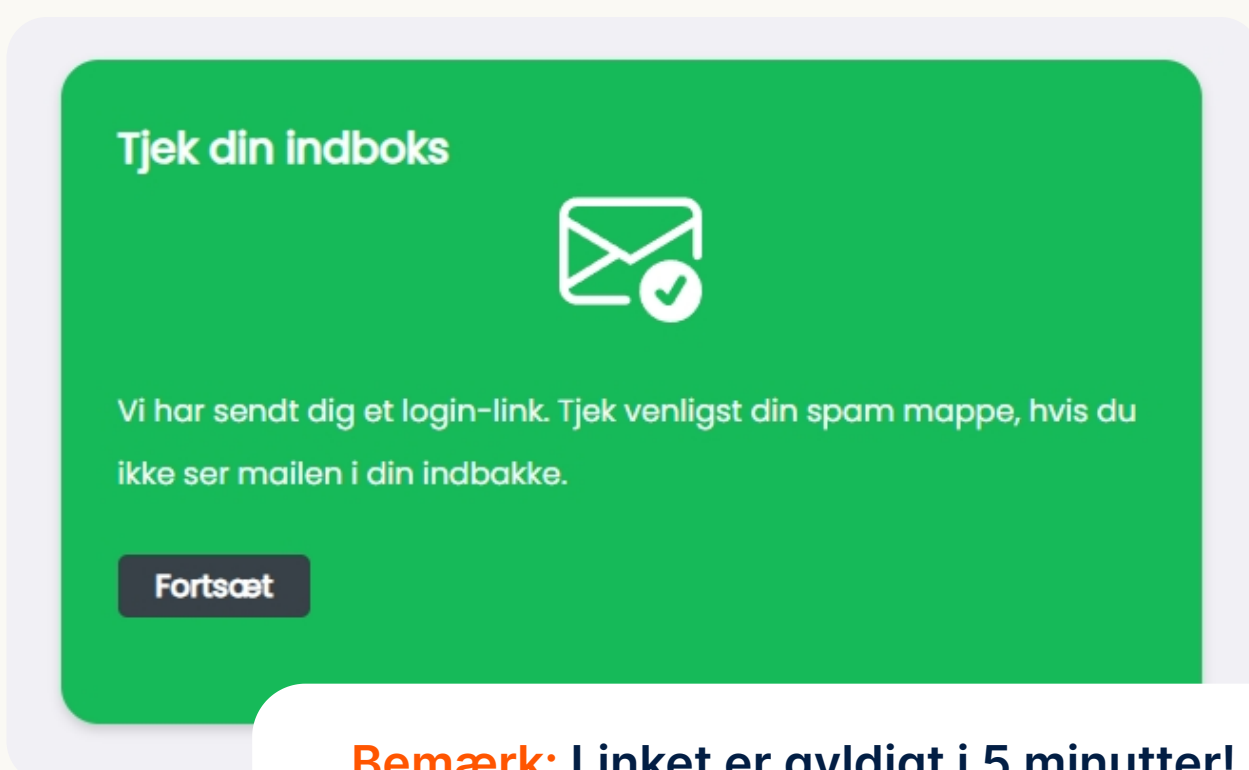 Tjek din indboks
Vi har sendt dig et login-link. Tjek venligst din spam mappe, hvis du
ikke ser mailen i din indbakke.
Fortsæt
Bemærk: Linket er gyldigt i 5 minutter!